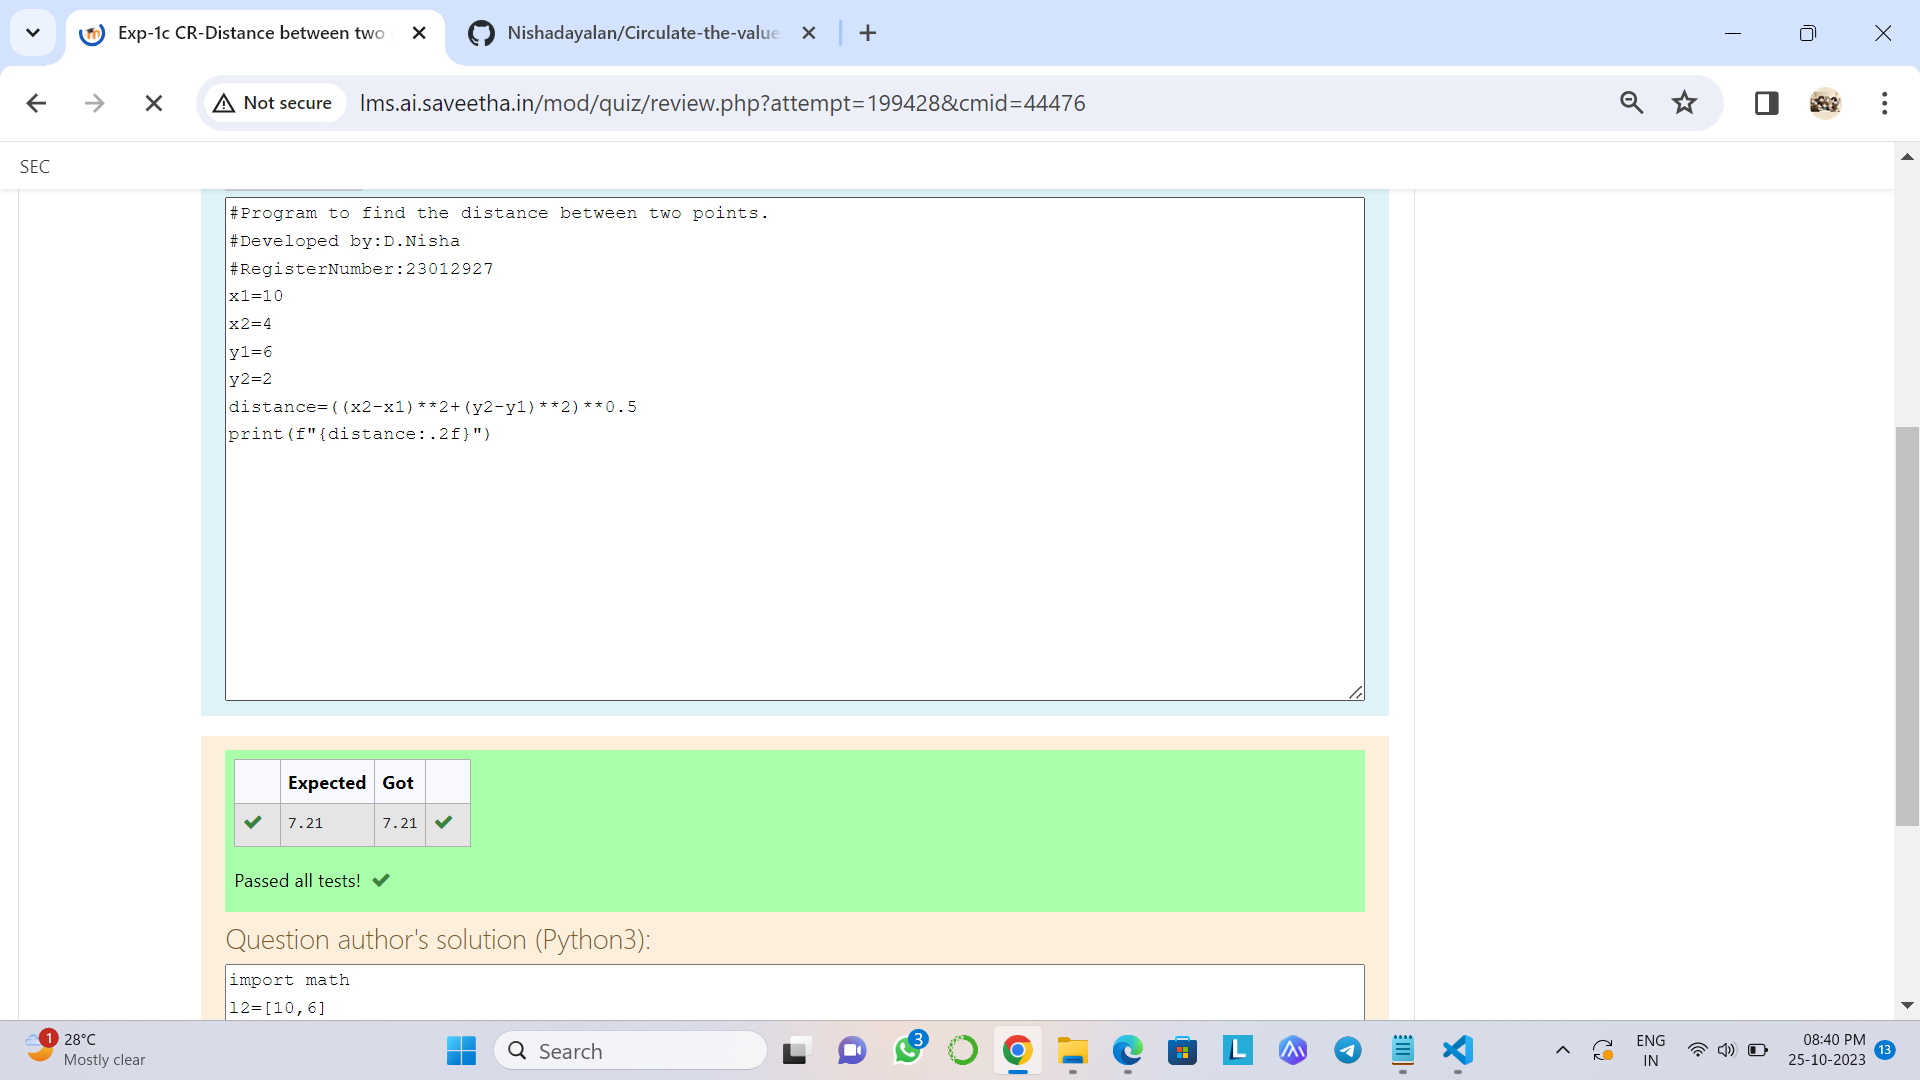 Exp-1c CR-Distance between two
Nishadayalan/Circulate-the-value
Not secure
lms.ai.saveetha.in/mod/quiz/review.php?attempt=199428&cmid=44476
SEC
#Program to find the distance between two points.
#Developed by:D.Nisha
#RegisterNumber:23012927
x1=10
x2=4
y1=6
y2=2
distance=((x2-x1)**2+(y2-y1)**2)**0.5
print(f"{distance:.2f}")
Expected Got
7.21 7.21
Passed all tests!
Question author's solution (Python3):
import math
l2=[10,6]
1
28°C
Mostly clear
Search
3
L
ENG
IN
08:40 PM
25-10-2023
13